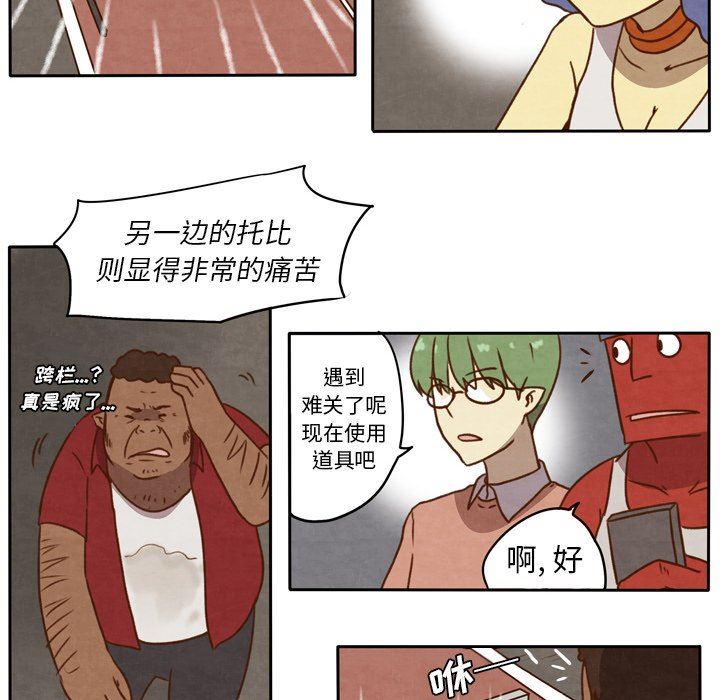 另一边的托比
则显得非常的痛苦
跨栏...?
真是疯了...
遇到
难关了呢
现在使用
道具吧
啊, 好
咻—